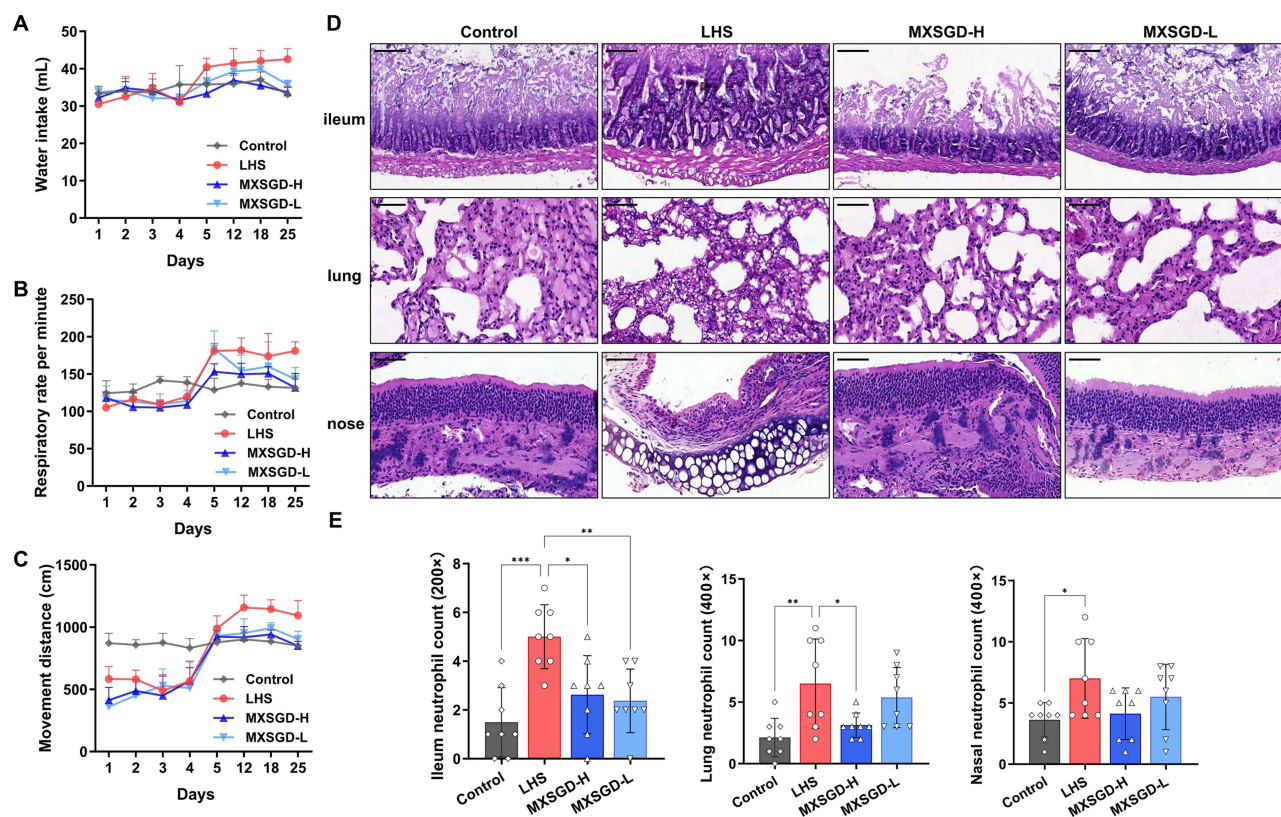 A
Water intake (mL)
50
40
30
20
10
0
Control
LHS
MXSGD-H
MXSGD-L
1 2 3 4 5 12 18 25
Days
B
Respiratory rate per minute
250
200
150
100
50
0
Control
LHS
MXSGD-H
MXSGD-L
1 2 3 4 5 12 18 25
Days
C
Movement distance (cm)
1500
1000
500
0
Control
LHS
MXSGD-H
MXSGD-L
1 2 3 4 5 12 18 25
Days
D
Control LHS MXSGD-H MXSGD-L
ileum
lung
nose
E
Ileum neutrophil count (200×)
8
6
4
2
0
**
*** *
Control LHS MXSGD-H MXSGD-L
Lung neutrophil count (400×)
15
10
5
0
** *
Control LHS MXSGD-H MXSGD-L
Nasal neutrophil count (400×)
15
10
5
0
*
Control LHS MXSGD-H MXSGD-L